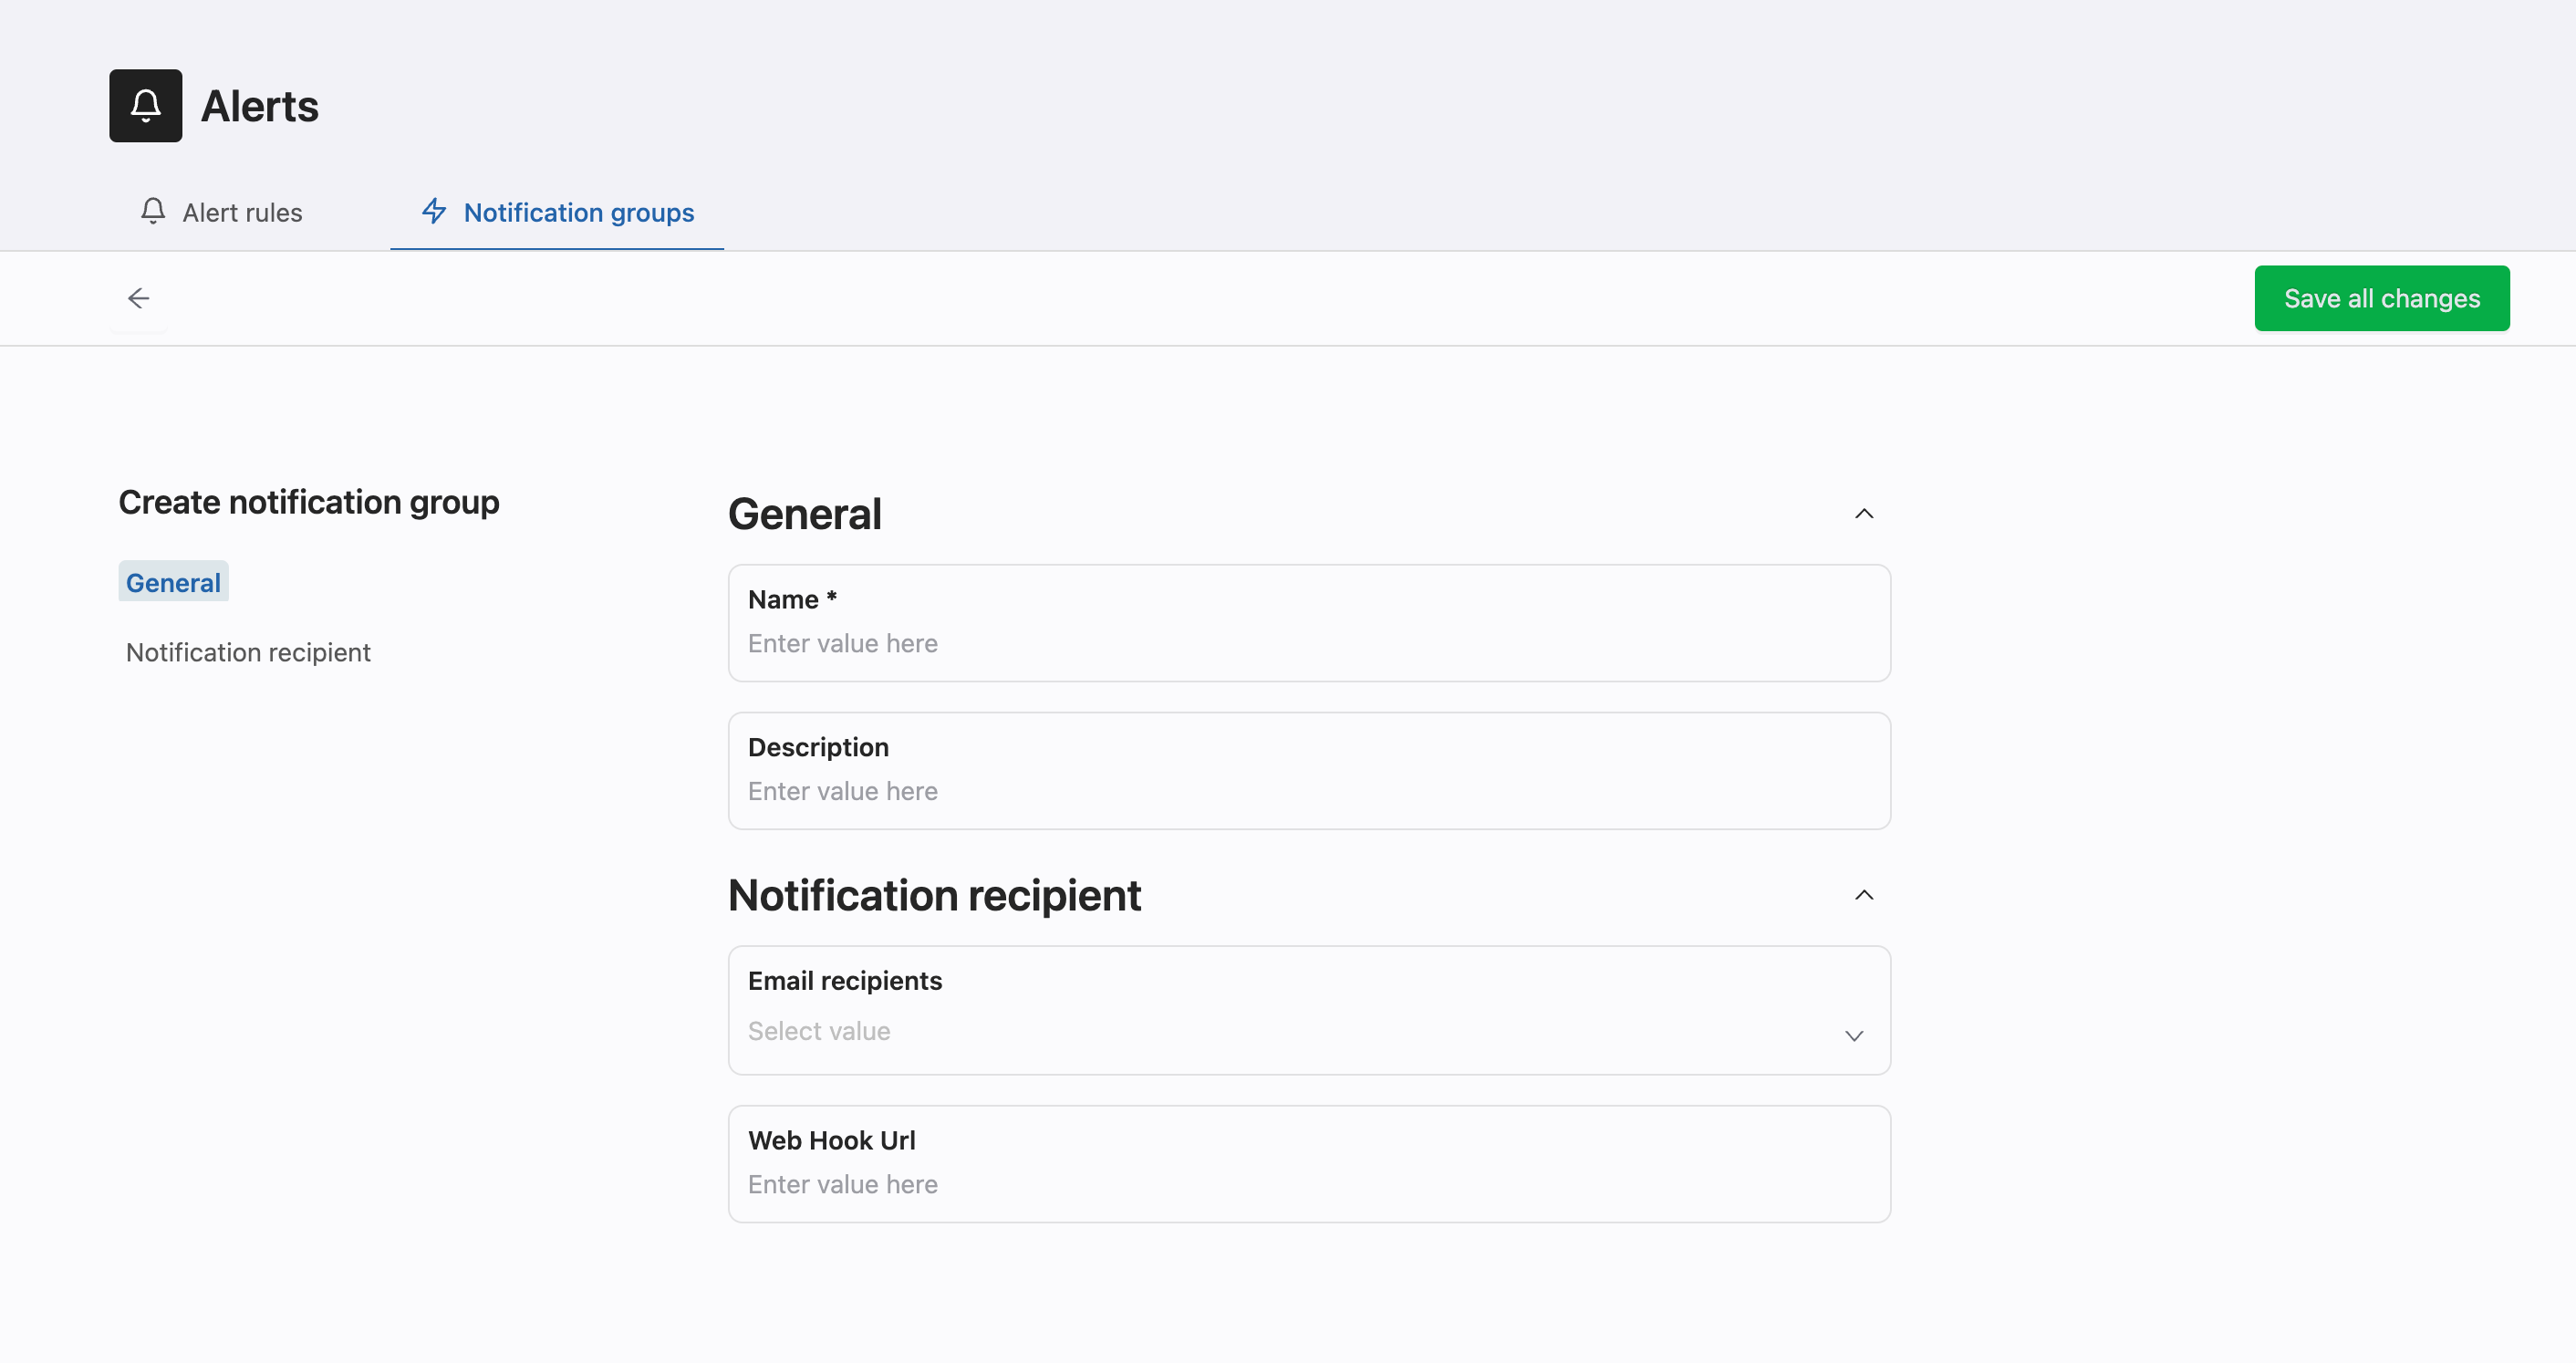 Alerts
Alert rules
Notification groups
Save all changes
Create notification group
General
Notification recipient
General
Name *
Enter value here
Description
Enter value here
Notification recipient
Email recipients
Select value
Web Hook Url
Enter value here